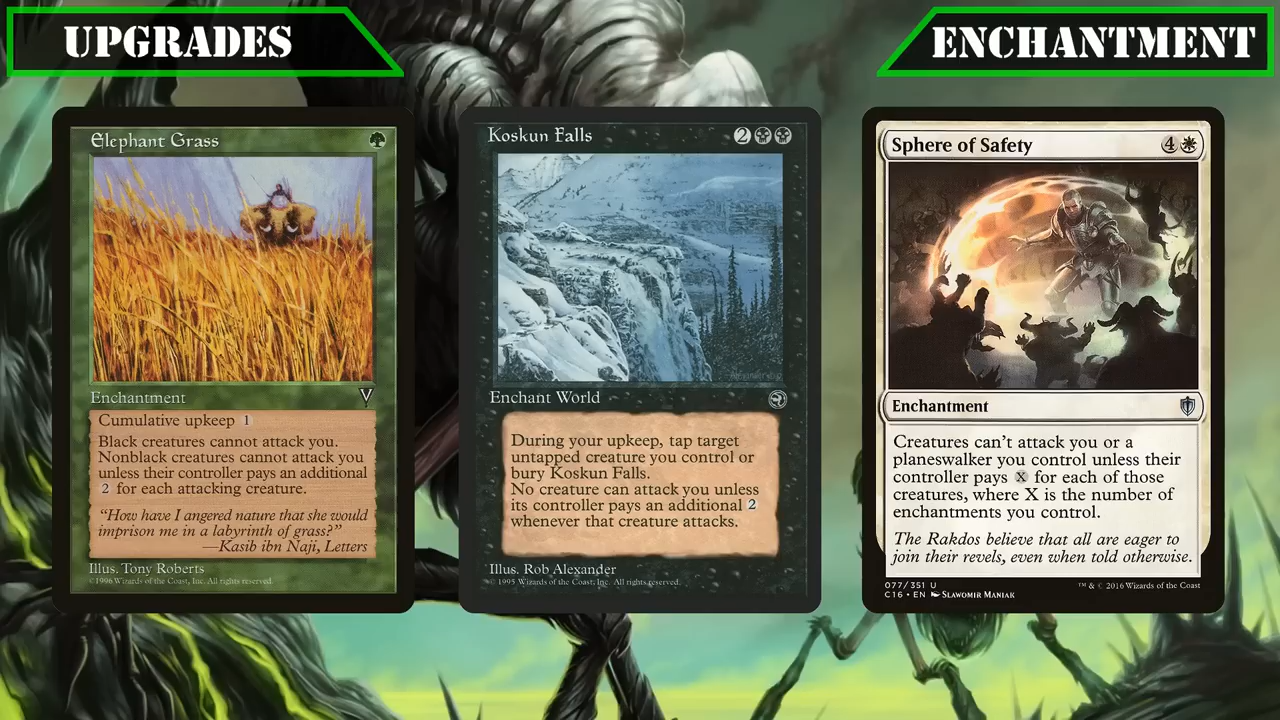 UPGRADES
ENCHANTMENT
Elephant Grass
Enchantment
Cumulative upkeep 1
Black creatures cannot attack you.
Nonblack creatures cannot attack you
unless their controller pays an additional
2 for each attacking creature.
“How have I angered nature that she would
imprison me in a labyrinth of grass?”
—Kasib ibn Naji, Letters
Illus. Tony Roberts
©1996 Wizards of the Coast, Inc. All rights reserved.
Koskun Falls
2
Enchant World
During your upkeep, tap target
untapped creature you control or
bury Koskun Falls.
No creature can attack you unless
its controller pays an additional 2
whenever that creature attacks.
Illus. Rob Alexander
© 1995 Wizards of the Coast, Inc. All rights reserved.
Sphere of Safety
4
Enchantment
Creatures can’t attack you or a
planeswalker you control unless their
controller pays X for each of those
creatures, where X is the number of
enchantments you control.
The Rakdos believe that all are eager to
join their revels, even when told otherwise.
077/351 U
C16 • EN SLAWOMIR MANIAK
™ & © 2016 Wizards of the Coast